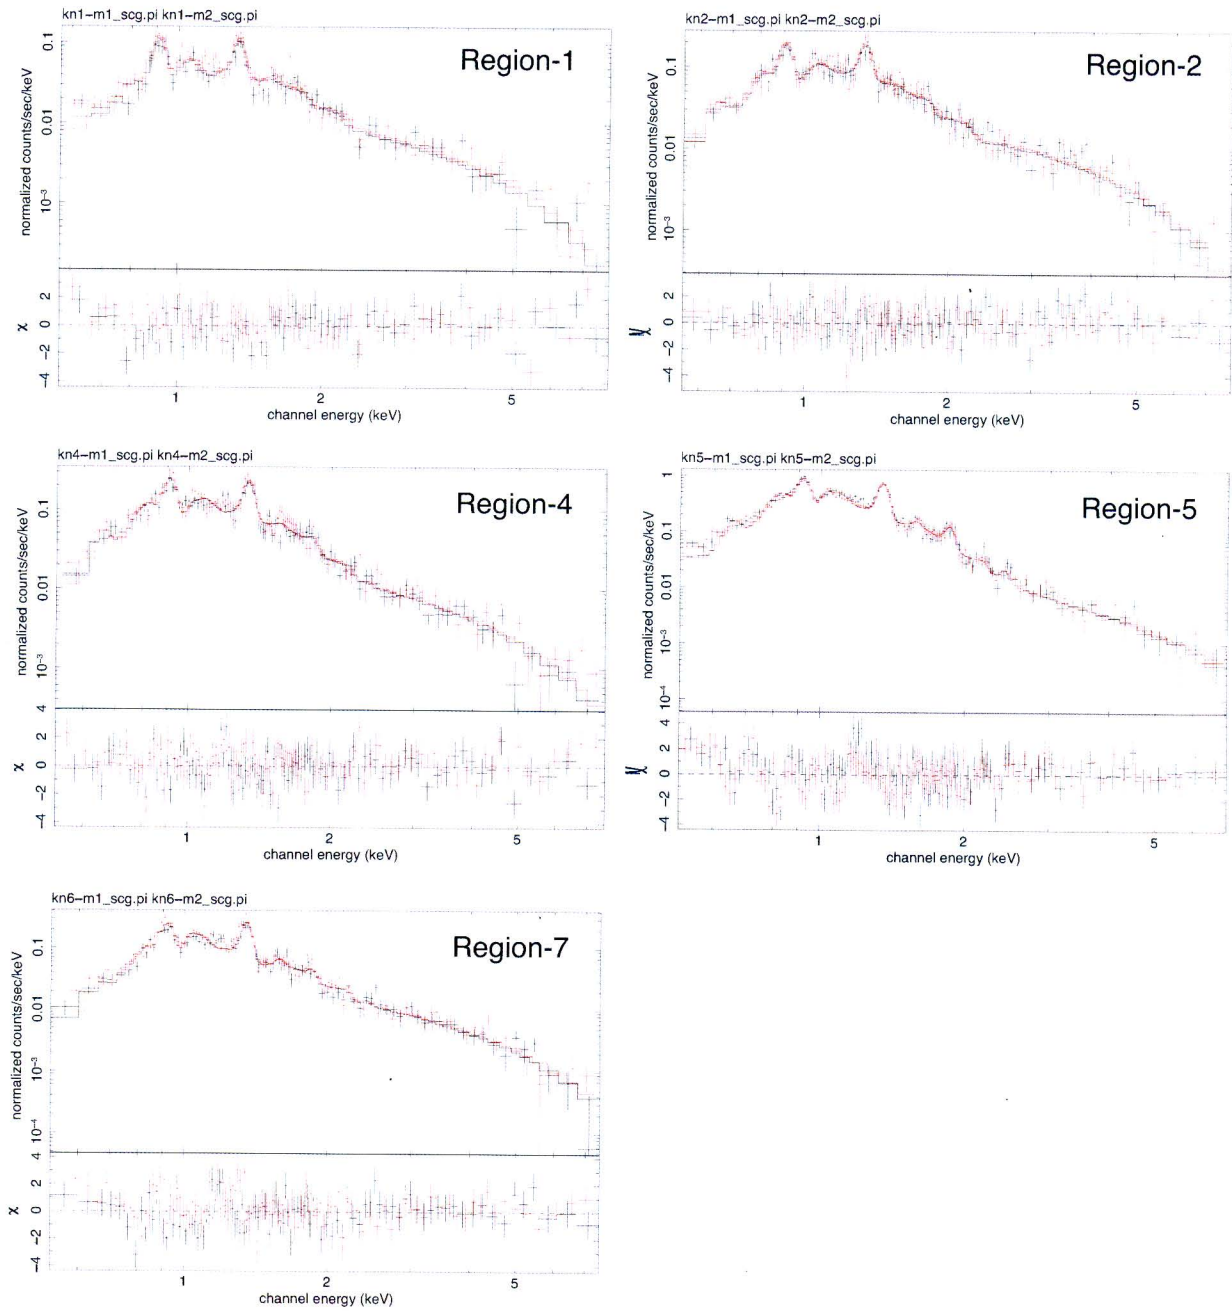 kn1-m1_scg.pi kn1-m2_scg.pi
Region-1
normalized counts/sec/keV
0.1
0.01
10⁻³
χ
2
0
−2
−4
1
2
5
channel energy (keV)
kn2-m1_scg.pi kn2-m2_scg.pi
Region-2
normalized counts/sec/keV
0.1
0.01
10⁻³
χ
2
0
−2
−4
1
2
5
channel energy (keV)
kn4-m1_scg.pi kn4-m2_scg.pi
Region-4
normalized counts/sec/keV
0.1
0.01
10⁻³
χ
4
2
0
−2
−4
1
2
5
channel energy (keV)
kn5-m1_scg.pi kn5-m2_scg.pi
Region-5
normalized counts/sec/keV
1
0.1
0.01
10⁻³
10⁻⁴
χ
4
2
0
−2
−4
1
2
5
channel energy (keV)
kn6-m1_scg.pi kn6-m2_scg.pi
Region-7
normalized counts/sec/keV
0.1
0.01
10⁻³
10⁻⁴
χ
4
2
0
−2
−4
1
2
5
channel energy (keV)